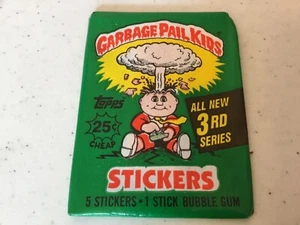 GARBAGE PAIL KIDS
TOPPS
25¢
CHEAP
ALL NEW
3RD
SERIES
STICKERS
5 STICKERS • 1 STICK BUBBLE GUM